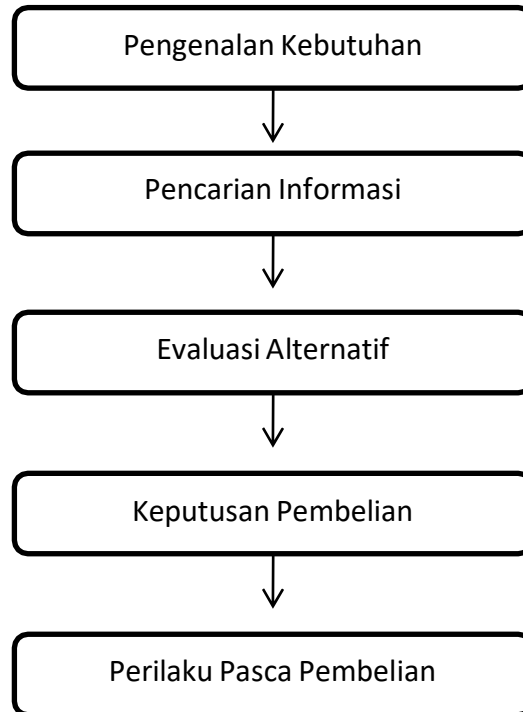 Pengenalan Kebutuhan
Pencarian Informasi
Evaluasi Alternatif
Keputusan Pembelian
Perilaku Pasca Pembelian